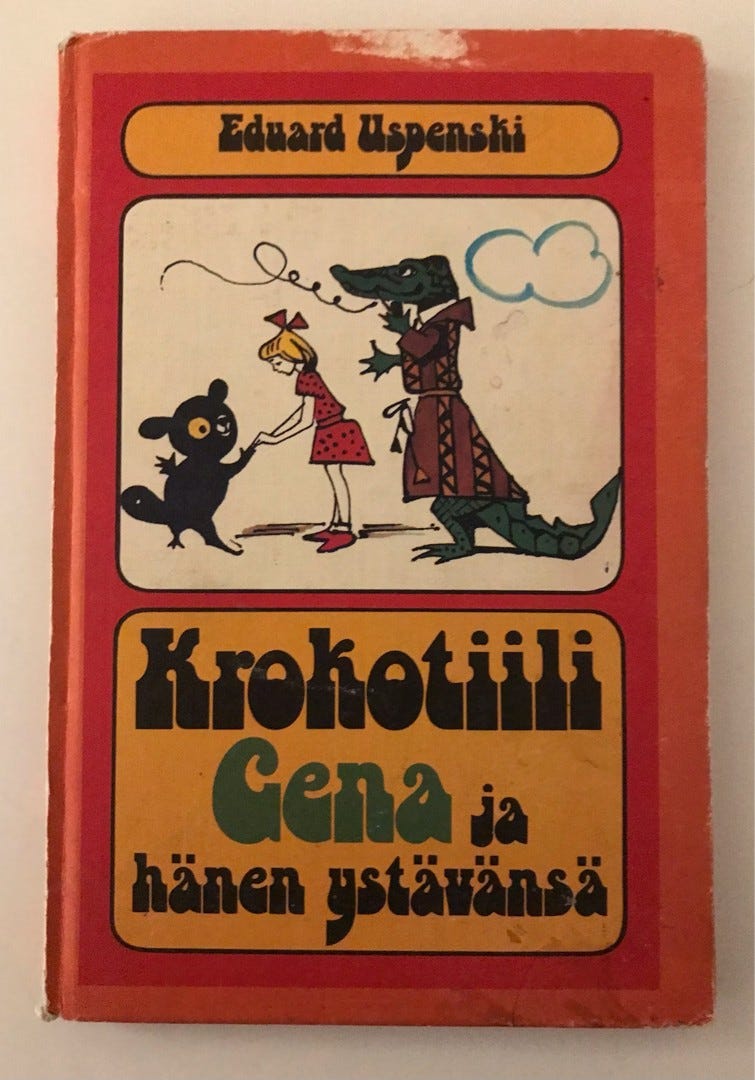 Eduard Uspenski
Krokotiili
Gena ja
hänen ystävänsä